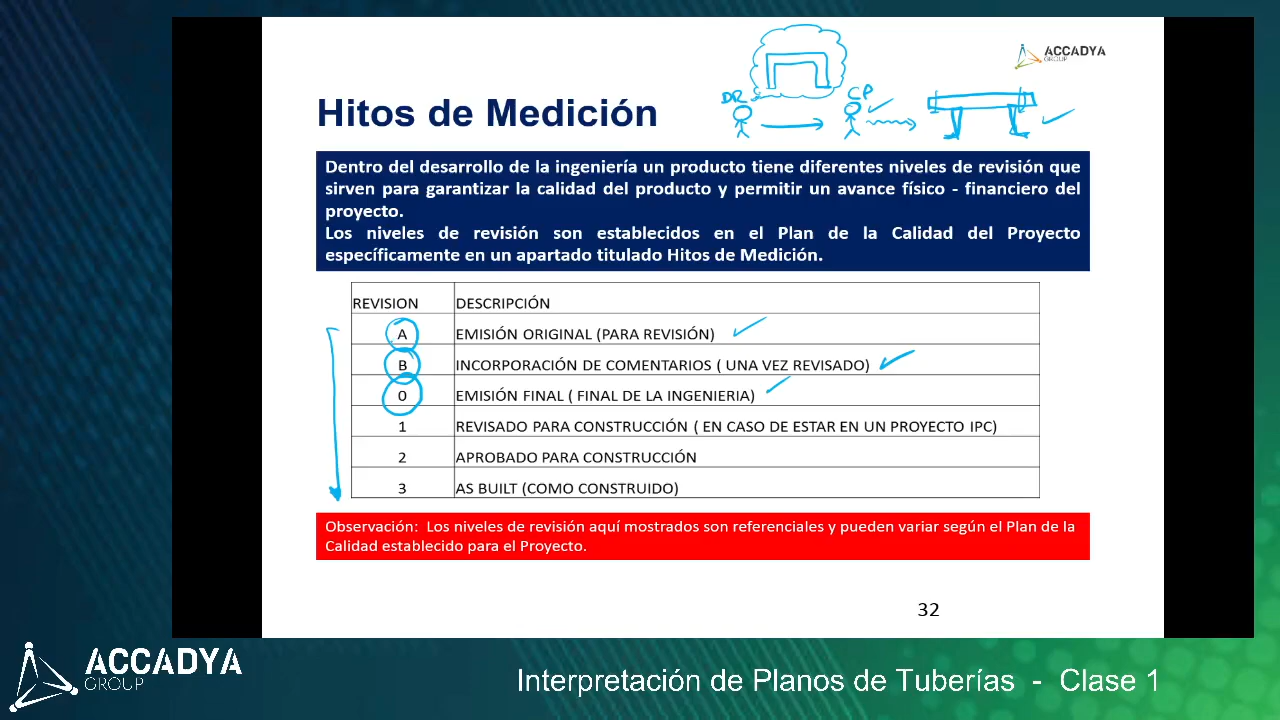 ACCADYA
GROUP
DR
CP
Hitos de Medición
Dentro del desarrollo de la ingeniería un producto tiene diferentes niveles de revisión que
sirven para garantizar la calidad del producto y permitir un avance físico - financiero del
proyecto.
Los niveles de revisión son establecidos en el Plan de la Calidad del Proyecto
específicamente en un apartado titulado Hitos de Medición.
REVISION DESCRIPCIÓN
A EMISIÓN ORIGINAL (PARA REVISIÓN)
B INCORPORACIÓN DE COMENTARIOS ( UNA VEZ REVISADO)
0 EMISIÓN FINAL ( FINAL DE LA INGENIERIA)
1 REVISADO PARA CONSTRUCCIÓN ( EN CASO DE ESTAR EN UN PROYECTO IPC)
2 APROBADO PARA CONSTRUCCIÓN
3 AS BUILT (COMO CONSTRUIDO)
Observación: Los niveles de revisión aquí mostrados son referenciales y pueden variar según el Plan de la
Calidad establecido para el Proyecto.
32
ACCADYA
GROUP
Interpretación de Planos de Tuberías - Clase 1